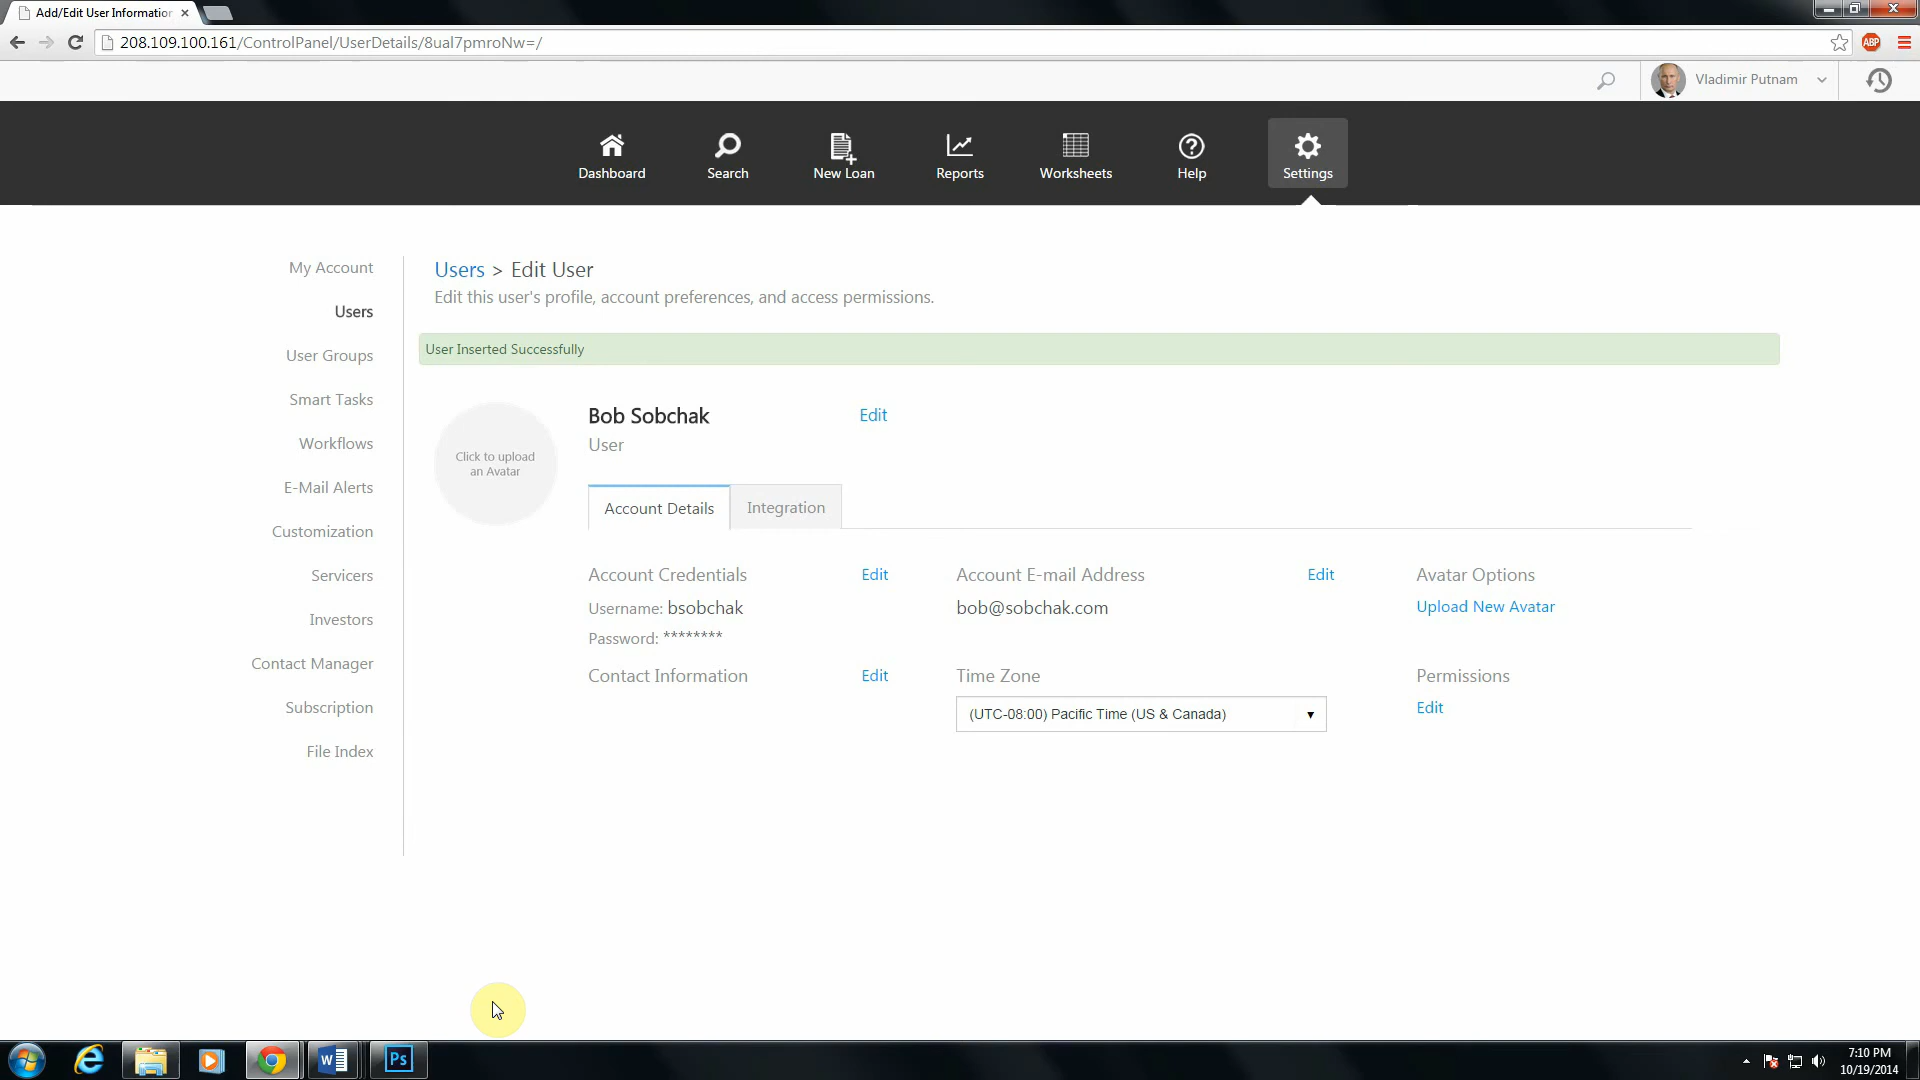 Add/Edit User Information
208.109.100.161/ControlPanel/UserDetails/8ual7pmroNw=/
ABP
Vladimir Putnam
Dashboard
Search
New Loan
Reports
Worksheets
Help
Settings
My Account
Users
User Groups
Smart Tasks
Workflows
E-Mail Alerts
Customization
Servicers
Investors
Contact Manager
Subscription
File Index
Users > Edit User
Edit this user's profile, account preferences, and access permissions.
User Inserted Successfully
Click to upload
an Avatar
Bob Sobchak
Edit
User
Account Details
Integration
Account Credentials
Edit
Username: bsobchak
Password: ********
Account E-mail Address
Edit
bob@sobchak.com
Avatar Options
Upload New Avatar
Contact Information
Edit
Time Zone
(UTC-08:00) Pacific Time (US & Canada)
Permissions
Edit
W
Ps
7:10 PM
10/19/2014